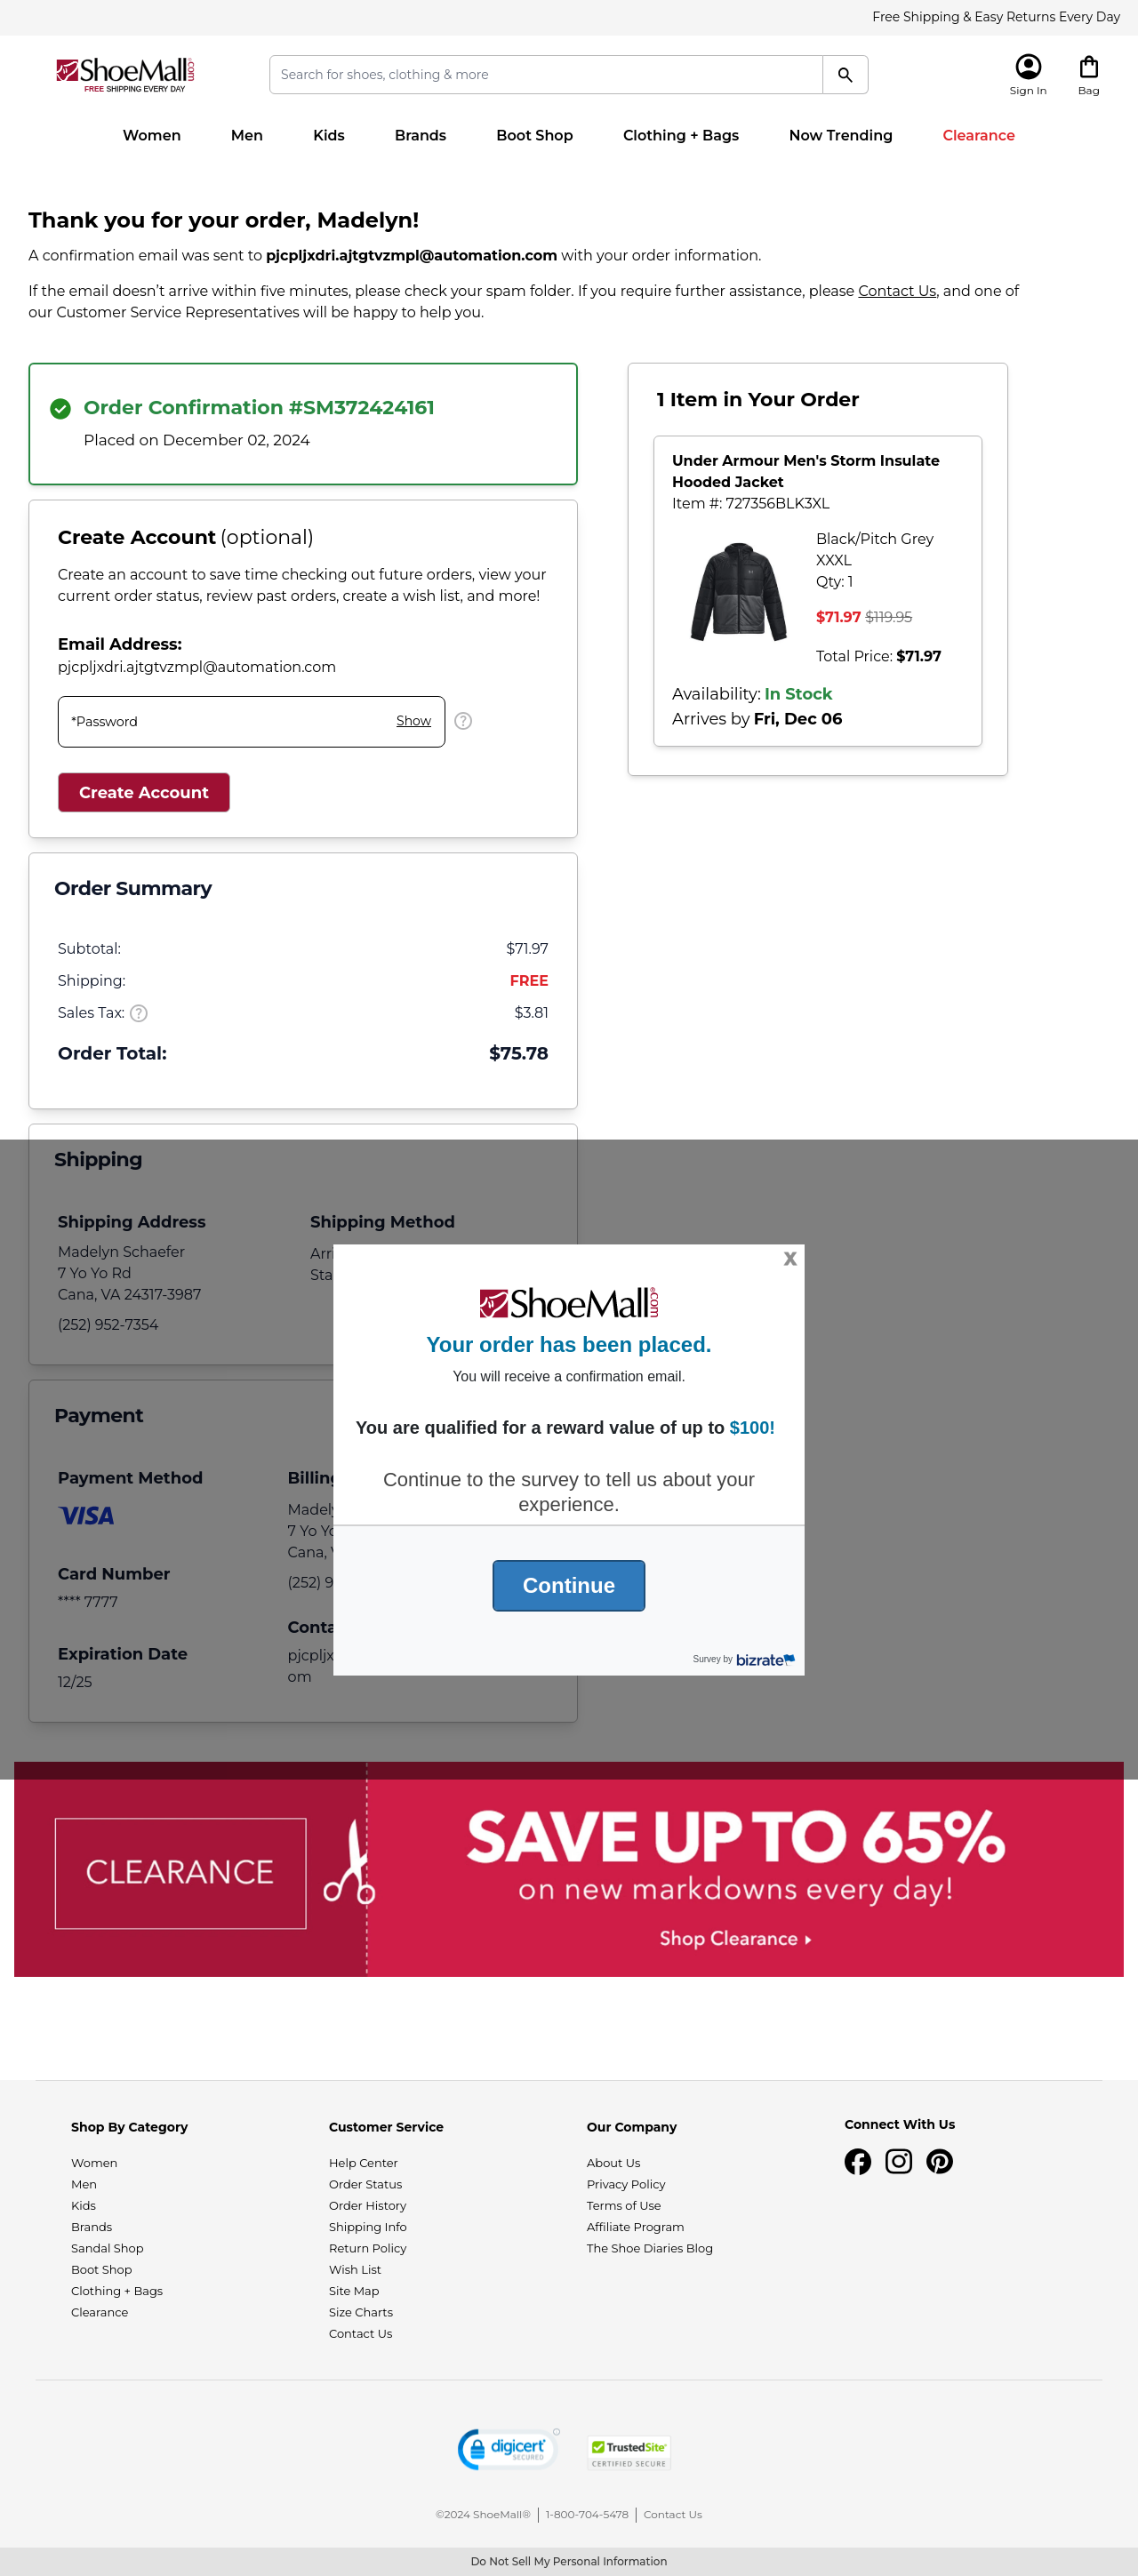 Free Shipping & Easy Returns Every Day
ShoeMall.com
FREE SHIPPING EVERY DAY
Search for shoes, clothing & more
Sign In
Bag
Women Men Kids Brands Boot Shop Clothing + Bags Now Trending Clearance
Thank you for your order, Madelyn!
A confirmation email was sent to pjcpljxdri.ajtgtvzmpl@automation.com with your order information.
If the email doesn’t arrive within five minutes, please check your spam folder. If you require further assistance, please Contact Us, and one of
our Customer Service Representatives will be happy to help you.
Order Confirmation #SM372424161
Placed on December 02, 2024
Create Account (optional)
Create an account to save time checking out future orders, view your
current order status, review past orders, create a wish list, and more!
Email Address:
pjcpljxdri.ajtgtvzmpl@automation.com
*Password Show
?
Create Account
1 Item in Your Order
Under Armour Men's Storm Insulate
Hooded Jacket
Item #: 727356BLK3XL
Black/Pitch Grey
XXXL
Qty: 1
$71.97 $119.95
Total Price: $71.97
Availability: In Stock
Arrives by Fri, Dec 06
Order Summary
Subtotal: $71.97
Shipping: FREE
Sales Tax: ? $3.81
Order Total: $75.78
Shipping
Shipping Address
Madelyn Schaefer
7 Yo Yo Rd
Cana, VA 24317-3987
(252) 952-7354
Shipping Method
Arri
Sta
Payment
Payment Method
VISA
Card Number
**** 7777
Expiration Date
12/25
Billing
Madely
7 Yo Yo
Cana, V
(252) 9
Conta
pjcpljx
om
X
ShoeMall.com
Your order has been placed.
You will receive a confirmation email.
You are qualified for a reward value of up to $100!
Continue to the survey to tell us about your
experience.
Continue
Survey by bizrate
CLEARANCE
SAVE UP TO 65%
on new markdowns every day!
Shop Clearance
Shop By Category
Women
Men
Kids
Brands
Sandal Shop
Boot Shop
Clothing + Bags
Clearance
Customer Service
Help Center
Order Status
Order History
Shipping Info
Return Policy
Wish List
Site Map
Size Charts
Contact Us
Our Company
About Us
Privacy Policy
Terms of Use
Affiliate Program
The Shoe Diaries Blog
Connect With Us
digicert
SECURED
TrustedSite
CERTIFIED SECURE
©2024 ShoeMall® | 1-800-704-5478 | Contact Us
Do Not Sell My Personal Information